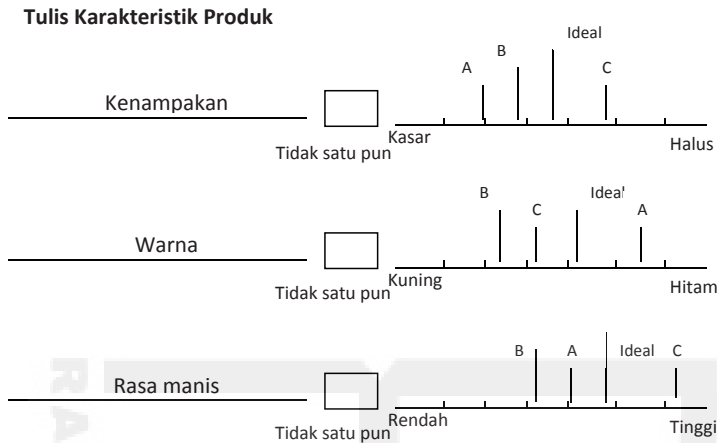 Tulis Karakteristik Produk
Ideal
B
A
C
Kenampakan
Tidak satu pun
Kasar
Halus
B
Ideal
C
A
Warna
Tidak satu pun
Kuning
Hitam
B
A
Ideal
C
Rasa manis
Tidak satu pun
Rendah
Tinggi
RA